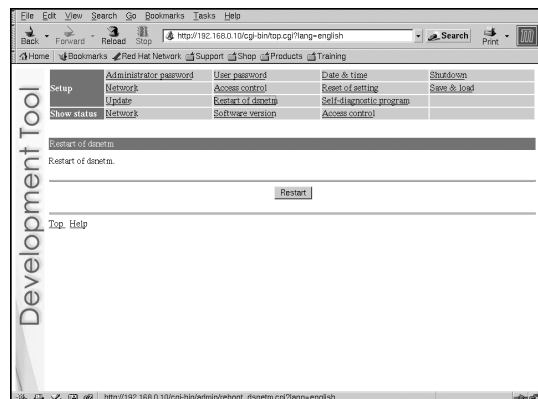 File Edit View Search Go Bookmarks Tasks Help
Back Forward Reload Stop http://192.168.0.10/cgi-bin/top.cgi?lang=english Search Print
Home Bookmarks Red Hat Network Support Shop Products Training
Development Tool
Setup
Administrator password User password Date & time Shutdown
Network Access control Reset of setting Save & load
Update Restart of dsnetm Self-diagnostic program
Show status Network Software version Access control
Restart of dsnetm
Restart of dsnetm.
Restart
Top Help
http://192.168.0.10/cgi-bin/admin/reboot_dsnetm.cgi?lang=english